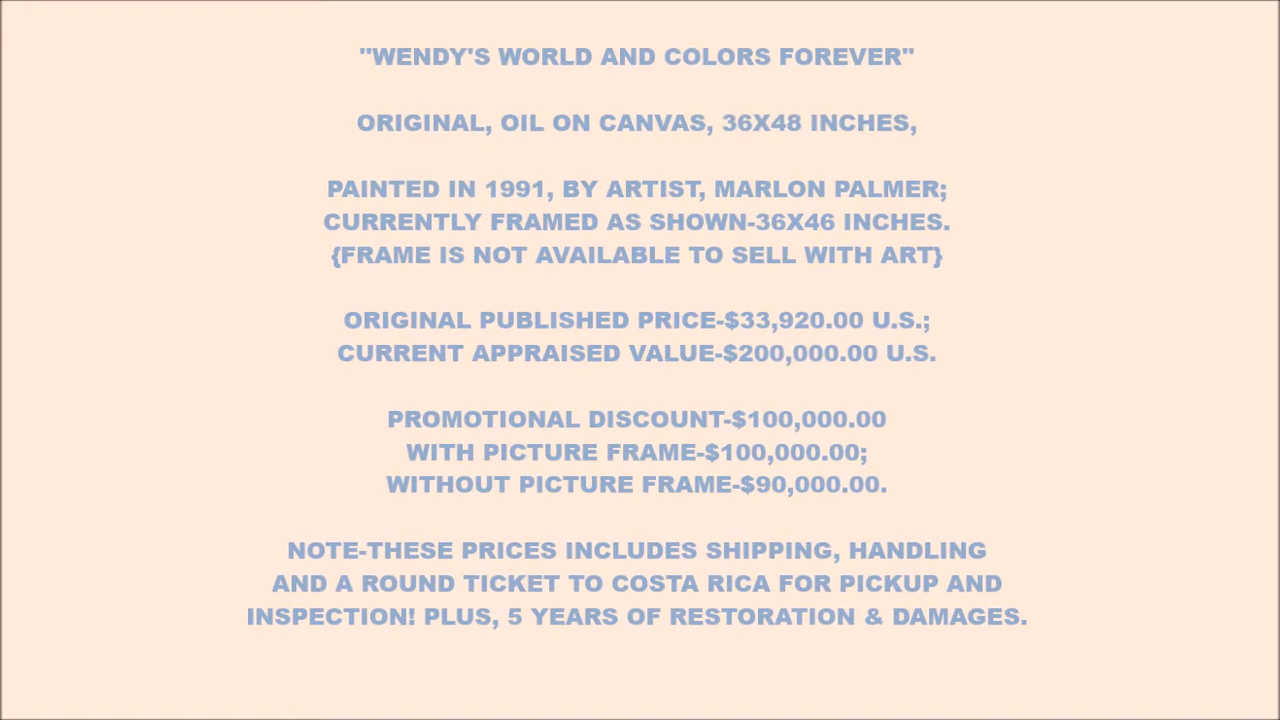 "WENDY'S WORLD AND COLORS FOREVER"
ORIGINAL, OIL ON CANVAS, 36X48 INCHES,
PAINTED IN 1991, BY ARTIST, MARLON PALMER;
CURRENTLY FRAMED AS SHOWN-36X46 INCHES.
{FRAME IS NOT AVAILABLE TO SELL WITH ART}
ORIGINAL PUBLISHED PRICE-$33,920.00 U.S.;
CURRENT APPRAISED VALUE-$200,000.00 U.S.
PROMOTIONAL DISCOUNT-$100,000.00
WITH PICTURE FRAME-$100,000.00;
WITHOUT PICTURE FRAME-$90,000.00.
NOTE-THESE PRICES INCLUDES SHIPPING, HANDLING
AND A ROUND TICKET TO COSTA RICA FOR PICKUP AND
INSPECTION! PLUS, 5 YEARS OF RESTORATION & DAMAGES.